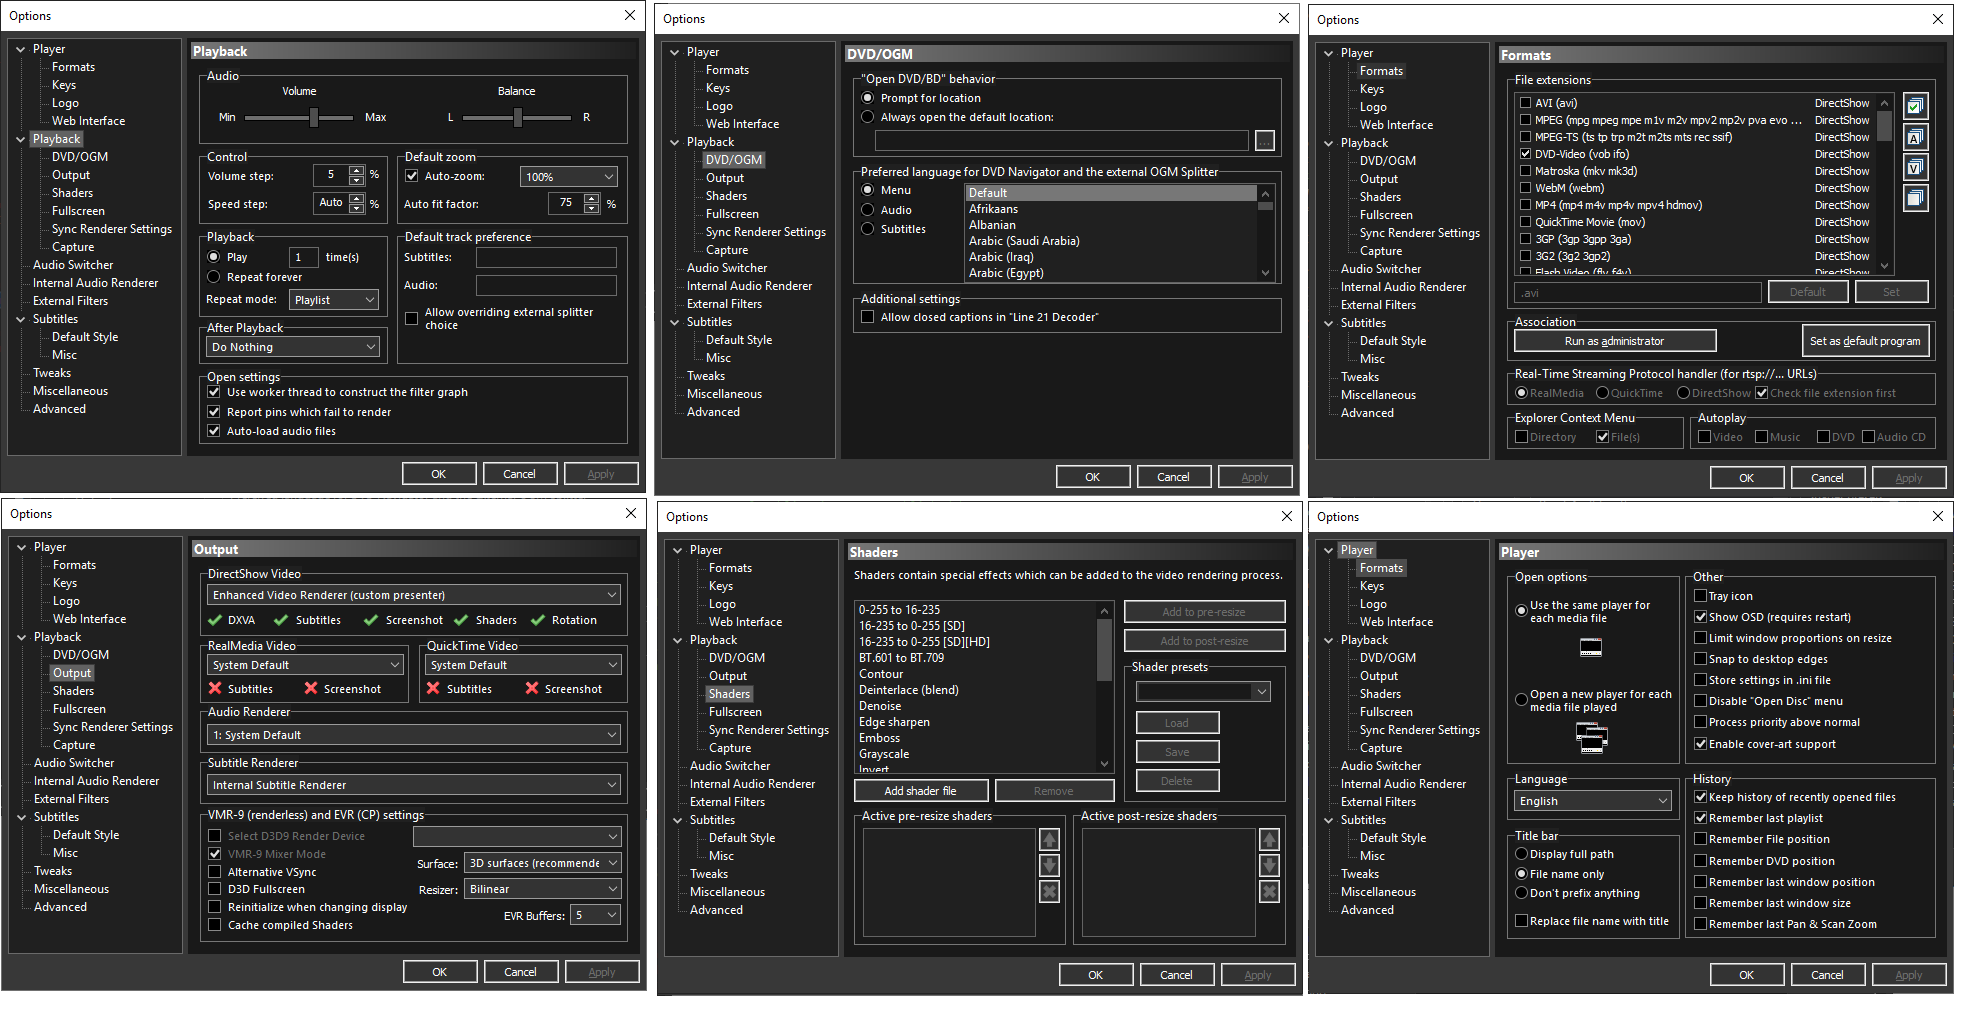 Options
Player
Formats
Keys
Logo
Web Interface
Playback
DVD/OGM
Output
Shaders
Fullscreen
Sync Renderer Settings
Capture
Audio Switcher
Internal Audio Renderer
External Filters
Subtitles
Default Style
Misc
Tweaks
Miscellaneous
Advanced
Playback
Audio
Volume
Balance
Min
Max
L
R
Control
Volume step:
5
%
Speed step:
Auto
%
Default zoom
Auto-zoom:
100%
Auto fit factor:
75
%
Playback
Play
1
time(s)
Repeat forever
Repeat mode:
Playlist
Default track preference
Subtitles:
Audio:
Allow overriding external splitter
choice
After Playback
Do Nothing
Open settings
Use worker thread to construct the filter graph
Report pins which fail to render
Auto-load audio files
OK
Cancel
Apply
Options
Player
Formats
Keys
Logo
Web Interface
Playback
DVD/OGM
Output
Shaders
Fullscreen
Sync Renderer Settings
Capture
Audio Switcher
Internal Audio Renderer
External Filters
Subtitles
Default Style
Misc
Tweaks
Miscellaneous
Advanced
DVD/OGM
"Open DVD/BD" behavior
Prompt for location
Always open the default location:
...
Preferred language for DVD Navigator and the external OGM Splitter
Menu
Audio
Subtitles
Default
Afrikaans
Albanian
Arabic (Saudi Arabia)
Arabic (Iraq)
Arabic (Egypt)
Additional settings
Allow closed captions in "Line 21 Decoder"
OK
Cancel
Apply
Options
Player
Formats
Keys
Logo
Web Interface
Playback
DVD/OGM
Output
Shaders
Fullscreen
Sync Renderer Settings
Capture
Audio Switcher
Internal Audio Renderer
External Filters
Subtitles
Default Style
Misc
Tweaks
Miscellaneous
Advanced
Formats
File extensions
AVI (avi) DirectShow
MPEG (mpg mpeg mpe m1v m2v mpv2 mp2v pva evo ... DirectShow
MPEG-TS (ts tp trp m2t m2ts mts rec ssif) DirectShow
DVD-Video (vob ifo) DirectShow
Matroska (mkv mk3d) DirectShow
WebM (webm) DirectShow
MP4 (mp4 m4v mp4v mpv4 hdmov) DirectShow
QuickTime Movie (mov) DirectShow
3GP (3gp 3gpp 3ga) DirectShow
3G2 (3g2 3gp2) DirectShow
Flash Video (flv f4v) DirectShow
A
V
.avi
Default
Set
Association
Run as administrator
Set as default program
Real-Time Streaming Protocol handler (for rtsp://... URLs)
RealMedia
QuickTime
DirectShow
Check file extension first
Explorer Context Menu
Directory
File(s)
Autoplay
Video
Music
DVD
Audio CD
OK
Cancel
Apply
Options
Player
Formats
Keys
Logo
Web Interface
Playback
DVD/OGM
Output
Shaders
Fullscreen
Sync Renderer Settings
Capture
Audio Switcher
Internal Audio Renderer
External Filters
Subtitles
Default Style
Misc
Tweaks
Miscellaneous
Advanced
Output
DirectShow Video
Enhanced Video Renderer (custom presenter)
DXVA
Subtitles
Screenshot
Shaders
Rotation
RealMedia Video
System Default
Subtitles
Screenshot
QuickTime Video
System Default
Subtitles
Screenshot
Audio Renderer
1: System Default
Subtitle Renderer
Internal Subtitle Renderer
VMR-9 (renderless) and EVR (CP) settings
Select D3D9 Render Device
VMR-9 Mixer Mode
Alternative VSync
D3D Fullscreen
Reinitialize when changing display
Cache compiled Shaders
Surface:
3D surfaces (recommende
Resizer:
Bilinear
EVR Buffers:
5
OK
Cancel
Apply
Options
Player
Formats
Keys
Logo
Web Interface
Playback
DVD/OGM
Output
Shaders
Fullscreen
Sync Renderer Settings
Capture
Audio Switcher
Internal Audio Renderer
External Filters
Subtitles
Default Style
Misc
Tweaks
Miscellaneous
Advanced
Shaders
Shaders contain special effects which can be added to the video rendering process.
0-255 to 16-235
16-235 to 0-255 [SD]
16-235 to 0-255 [SD][HD]
BT.601 to BT.709
Contour
Deinterlace (blend)
Denoise
Edge sharpen
Emboss
Grayscale
Invert
Add to pre-resize
Add to post-resize
Shader presets
Load
Save
Delete
Add shader file
Remove
Active pre-resize shaders
Active post-resize shaders
OK
Cancel
Apply
Options
Player
Formats
Keys
Logo
Web Interface
Playback
DVD/OGM
Output
Shaders
Fullscreen
Sync Renderer Settings
Capture
Audio Switcher
Internal Audio Renderer
External Filters
Subtitles
Default Style
Misc
Tweaks
Miscellaneous
Advanced
Player
Open options
Use the same player for
each media file
Open a new player for each
media file played
Language
English
Title bar
Display full path
File name only
Don't prefix anything
Replace file name with title
Other
Tray icon
Show OSD (requires restart)
Limit window proportions on resize
Snap to desktop edges
Store settings in .ini file
Disable "Open Disc" menu
Process priority above normal
Enable cover-art support
History
Keep history of recently opened files
Remember last playlist
Remember File position
Remember DVD position
Remember last window position
Remember last window size
Remember last Pan & Scan Zoom
OK
Cancel
Apply